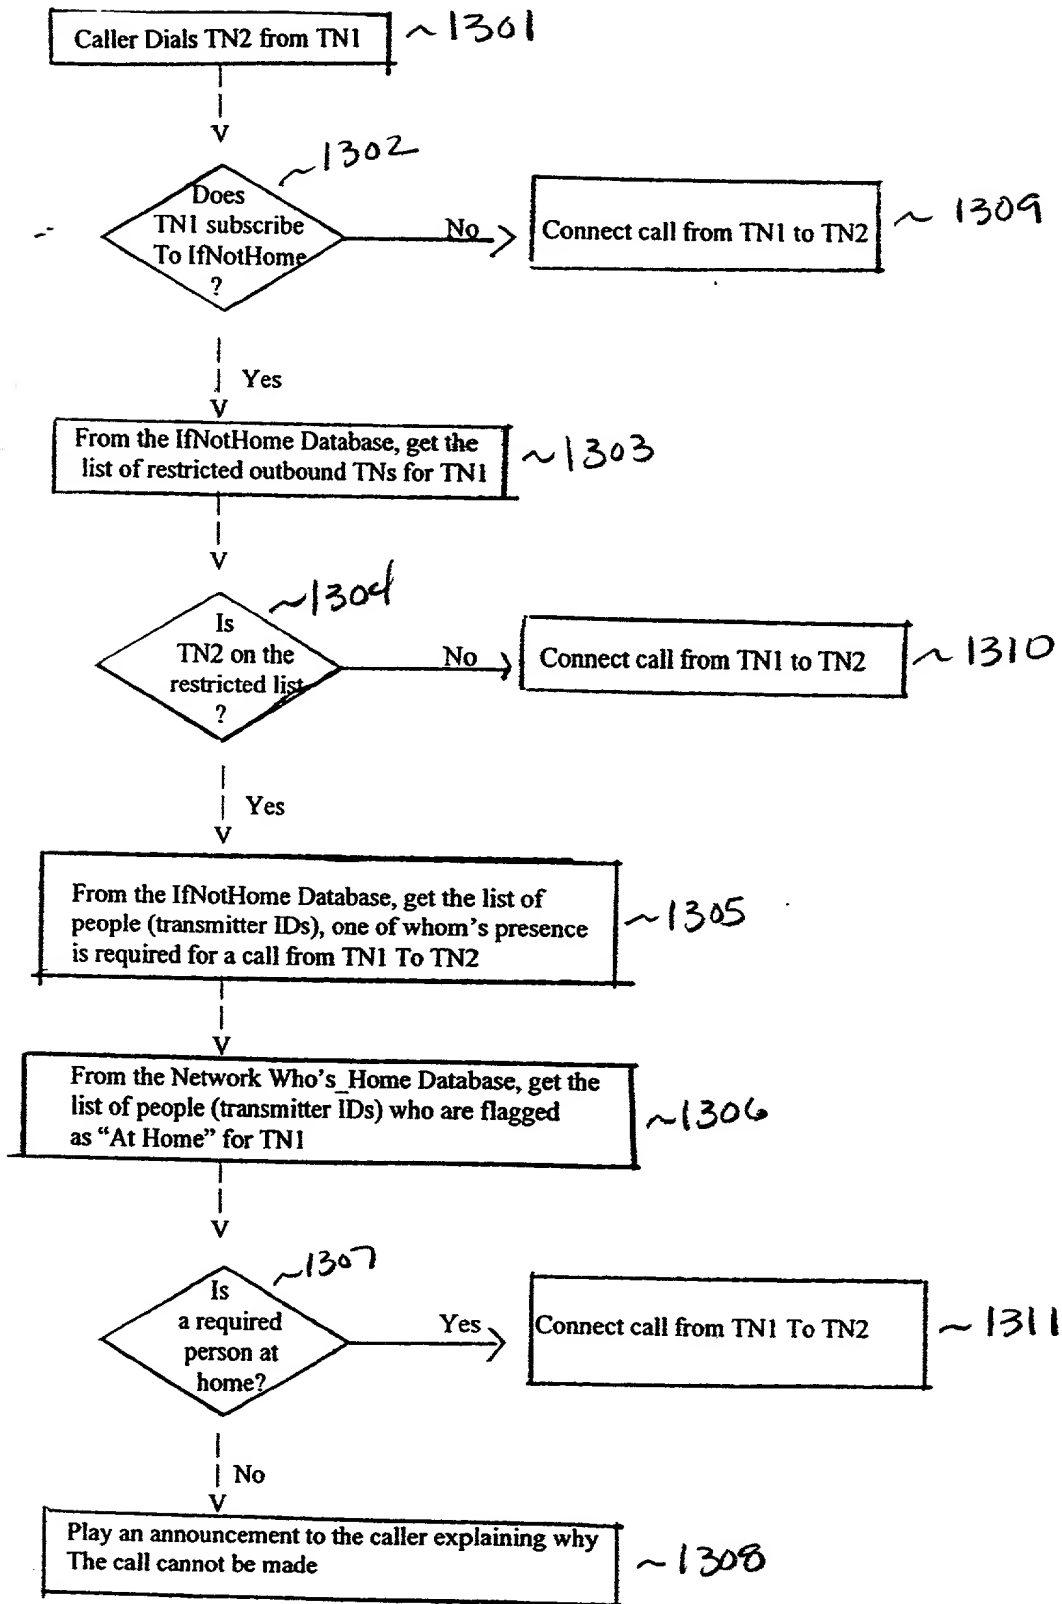 Caller Dials TN2 from TN1
~1301
V
~1302
Does
TN1 subscribe
To IfNotHome
?
No
Connect call from TN1 to TN2
~ 1309
Yes
V
From the IfNotHome Database, get the
list of restricted outbound TNs for TN1
~1303
V
~1304
Is
TN2 on the
restricted list
?
No
Connect call from TN1 to TN2
~ 1310
Yes
V
From the IfNotHome Database, get the list of
people (transmitter IDs), one of whom's presence
is required for a call from TN1 To TN2
~1305
V
From the Network Who's_Home Database, get the
list of people (transmitter IDs) who are flagged
as "At Home" for TN1
~1306
V
~1307
Is
a required
person at
home?
Yes
Connect call from TN1 To TN2
~ 1311
No
V
Play an announcement to the caller explaining why
The call cannot be made
~1308